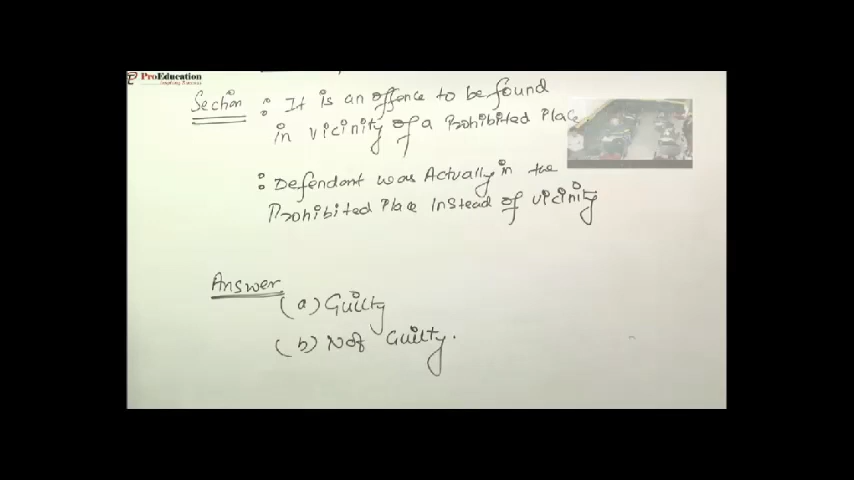 ProEducation
Section : It is an offence to be found
in vicinity of a Prohibited Place
: Defendant was Actually in the
Prohibited Place Instead of vicinity
Answer
(a) Guilty
(b) Not Guilty.